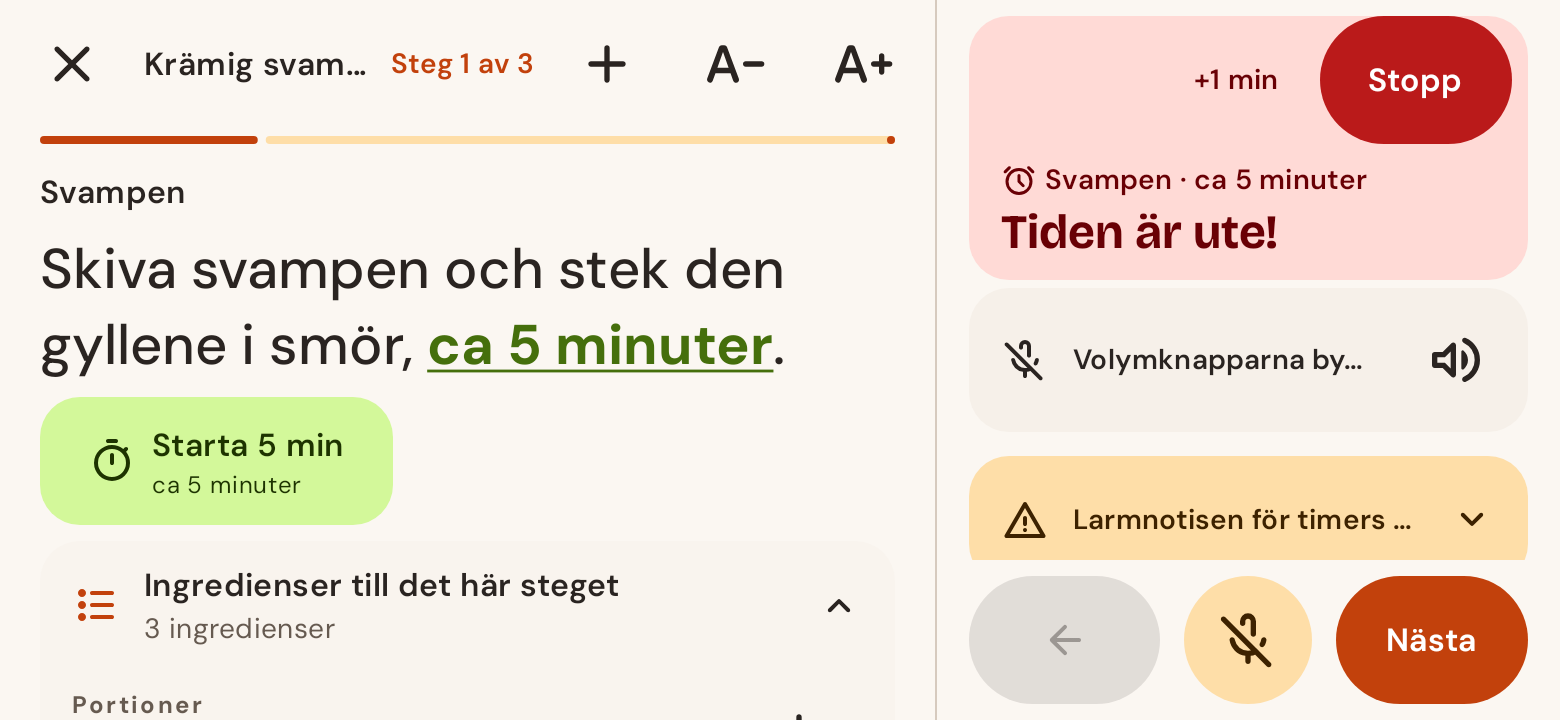 Krämig svam... Steg 1 av 3 A- A+
Svampen
Skiva svampen och stek den
gyllene i smör, ca 5 minuter.
Starta 5 min
ca 5 minuter
Ingredienser till det här steget
3 ingredienser
Portioner
+1 min Stopp
Svampen · ca 5 minuter
Tiden är ute!
Volymknapparna by...
Larmnotisen för timers ...
Nästa